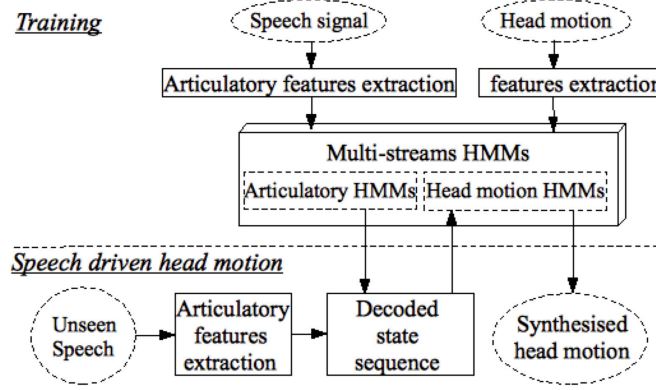 Training
Speech signal
Head motion
Articulatory features extraction
features extraction
Multi-streams HMMs
Articulatory HMMs
Head motion HMMs
Speech driven head motion
Unseen
Speech
Articulatory
features
extraction
Decoded
state
sequence
Synthesised
head motion